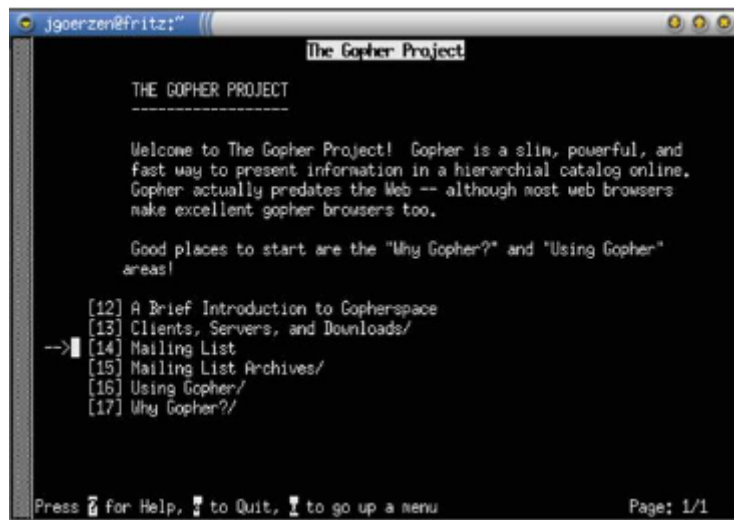 jgoerzen@fritz:~
The Gopher Project
THE GOPHER PROJECT
------------------
Welcome to The Gopher Project!  Gopher is a slim, powerful, and
fast way to present information in a hierarchial catalog online.
Gopher actually predates the Web -- although most web browsers
make excellent gopher browsers too.
Good places to start are the "Why Gopher?" and "Using Gopher"
areas!
[12] A Brief Introduction to Gopherspace
[13] Clients, Servers, and Downloads/
--> [14] Mailing List
[15] Mailing List Archives/
[16] Using Gopher/
[17] Why Gopher?/
Press ? for Help, to Quit, to go up a menu Page: 1/1